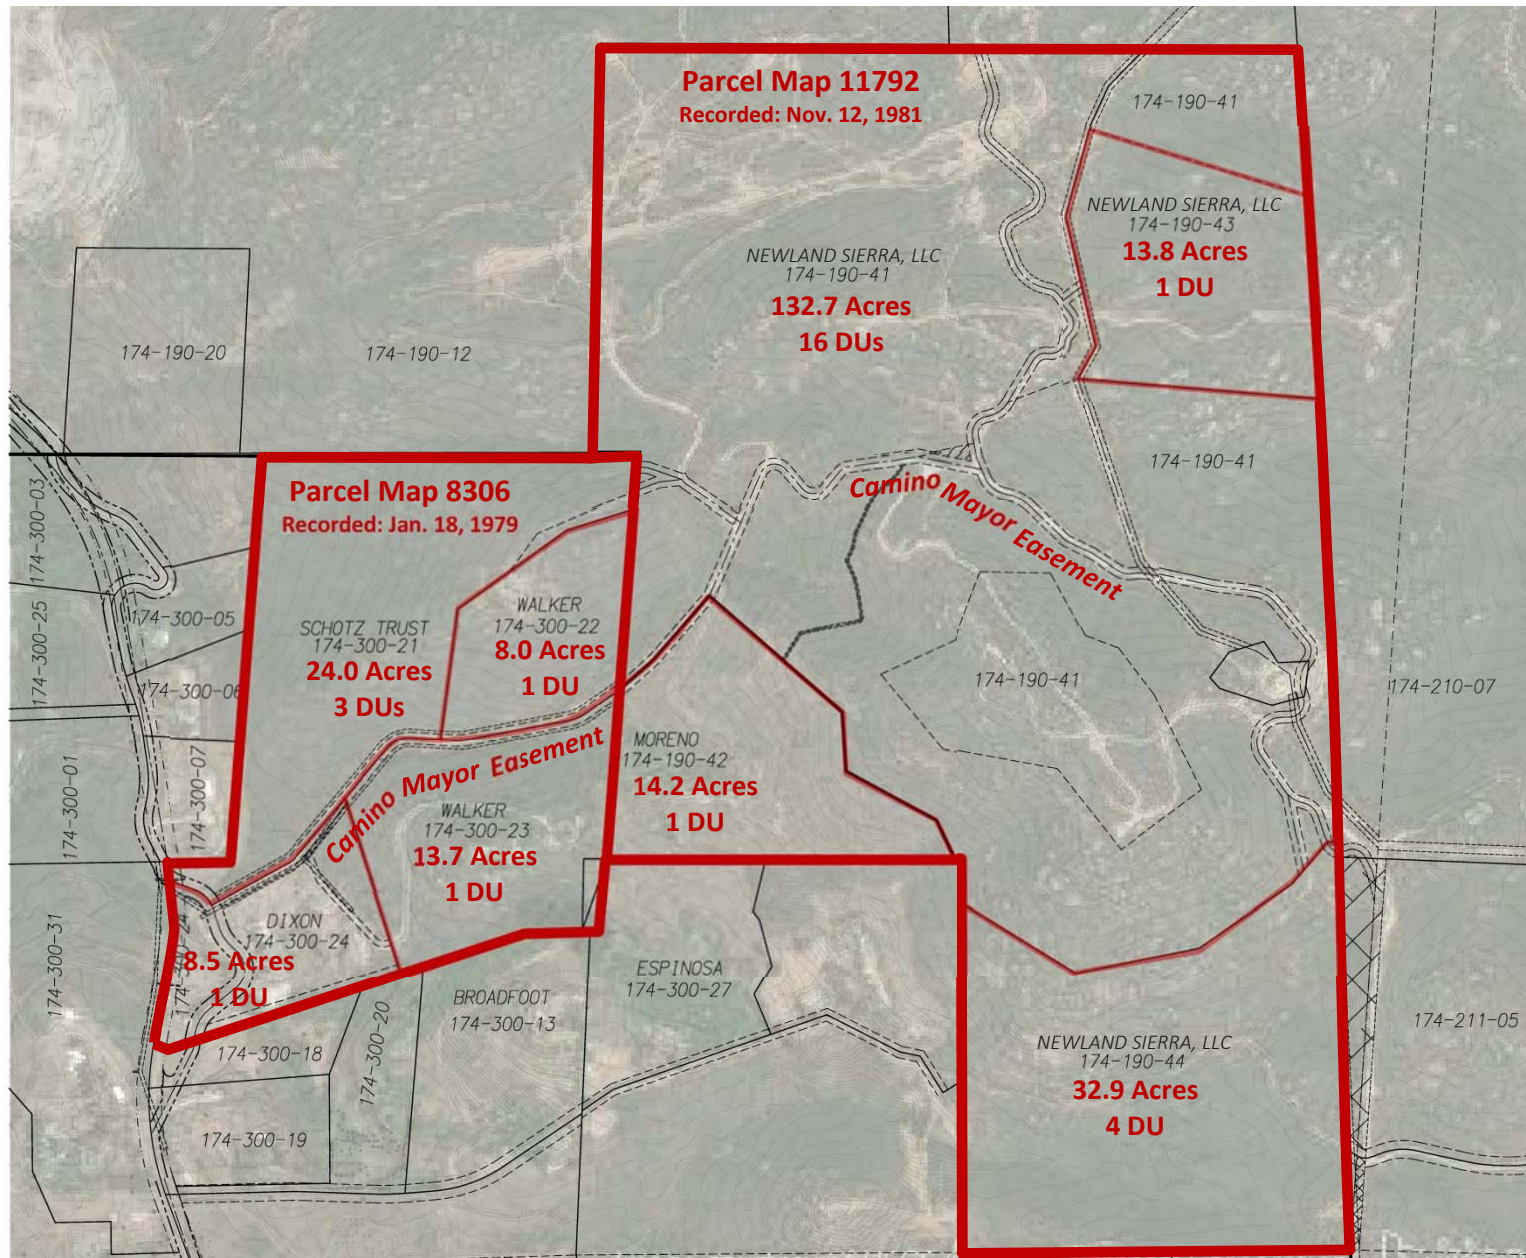 Parcel Map 11792
Recorded: Nov. 12, 1981
174-190-41
NEWLAND SIERRA, LLC
174-190-43
13.8 Acres
1 DU
NEWLAND SIERRA, LLC
174-190-41
132.7 Acres
16 DUs
174-190-20
174-190-12
174-190-41
Camino Mayor Easement
Parcel Map 8306
Recorded: Jan. 18, 1979
174-300-03
174-300-25
174-300-05
SCHOTZ TRUST
174-300-21
24.0 Acres
3 DUs
WALKER
174-300-22
8.0 Acres
1 DU
174-300-06
174-190-41
174-210-07
MORENO
174-190-42
14.2 Acres
1 DU
174-300-01
174-300-07
Camino Mayor Easement
WALKER
174-300-23
13.7 Acres
1 DU
DIXON
174-300-24
8.5 Acres
1 DU
174-300-24
174-300-31
ESPINOSA
174-300-27
BROADFOOT
174-300-13
174-300-18
174-300-20
174-300-19
NEWLAND SIERRA, LLC
174-190-44
32.9 Acres
4 DU
174-211-05